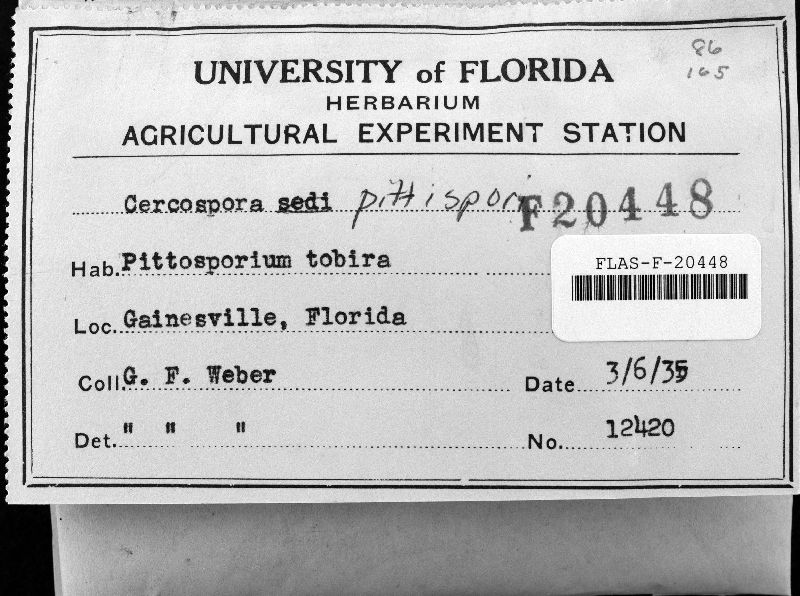 86
165
UNIVERSITY of FLORIDA
HERBARIUM
AGRICULTURAL EXPERIMENT STATION
Cercospora sedi pittispori F20448
Hab. Pittosporium tobira
FLAS-F-20448
Loc. Gainesville, Florida
Coll. G. F. Weber Date 3/6/35
Det. " " " No. 12420